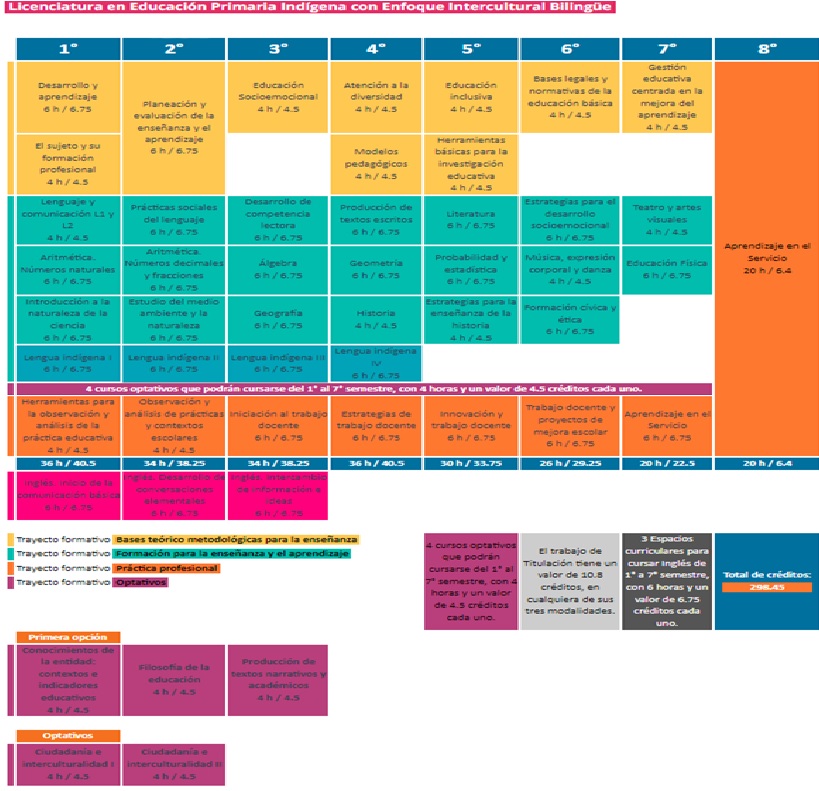 Licenciatura en Educación Primaria Indígena con Enfoque Intercultural Bilingüe
1° 2° 3° 4° 5° 6° 7° 8°
Desarrollo y
aprendizaje
6 h / 6.75
El sujeto y su
formación
profesional
4 h / 4.5
Planeación y
evaluación de la
enseñanza y el
aprendizaje
6 h / 6.75
Educación
Socioemocional
4 h / 4.5
Atención a la
diversidad
4 h / 4.5
Modelos
pedagógicos
4 h / 4.5
Educación
inclusiva
4 h / 4.5
Herramientas
básicas para la
investigación
educativa
4 h / 4.5
Bases legales y
normativas de la
educación básica
4 h / 4.5
Gestión
educativa
centrada en la
mejora del
aprendizaje
4 h / 4.5
Aprendizaje en el
Servicio
20 h / 6.4
Lenguaje y
comunicación L1 y
L2
4 h / 4.5
Prácticas sociales
del lenguaje
6 h / 6.75
Desarrollo de
competencia
lectora
6 h / 6.75
Producción de
textos escritos
6 h / 6.75
Literatura
6 h / 6.75
Estrategias para el
desarrollo
socioemocional
6 h / 6.75
Teatro y artes
visuales
4 h / 4.5
Aritmética.
Números naturales
6 h / 6.75
Aritmética.
Números decimales
y fracciones
6 h / 6.75
Álgebra
6 h / 6.75
Geometría
6 h / 6.75
Probabilidad y
estadística
6 h / 6.75
Música, expresión
corporal y danza
4 h / 4.5
Educación Física
6 h / 6.75
Introducción a la
naturaleza de la
ciencia
6 h / 6.75
Estudio del medio
ambiente y la
naturaleza
6 h / 6.75
Geografía
6 h / 6.75
Historia
4 h / 4.5
Estrategias para la
enseñanza de la
historia
4 h / 4.5
Formación cívica y
ética
6 h / 6.75
Lengua indígena I
6 h / 6.75
Lengua indígena II
6 h / 6.75
Lengua indígena III
6 h / 6.75
Lengua indígena
IV
6 h / 6.75
4 cursos optativos que podrán cursarse del 1° al 7° semestre, con 4 horas y un valor de 4.5 créditos cada uno.
Herramientas para
la observación y
análisis de la
práctica educativa
4 h / 4.5
Observación y
análisis de prácticas
y contextos
escolares
4 h / 4.5
Iniciación al trabajo
docente
6 h / 6.75
Estrategias de
trabajo docente
6 h / 6.75
Innovación y
trabajo docente
6 h / 6.75
Trabajo docente y
proyectos de
mejora escolar
6 h / 6.75
Aprendizaje en el
Servicio
6 h / 6.75
36 h / 40.5 34 h / 38.25 34 h / 38.25 36 h / 40.5 30 h / 33.75 26 h / 29.25 20 h / 22.5 20 h / 6.4
Inglés. Inicio de la
comunicación básica
6 h / 6.75
Inglés. Desarrollo de
conversaciones
elementales
6 h / 6.75
Inglés. Intercambio
de información e
ideas
6 h / 6.75
Trayecto formativo Bases teórico metodológicas para la enseñanza
Trayecto formativo Formación para la enseñanza y el aprendizaje
Trayecto formativo Práctica profesional
Trayecto formativo Optativos
4 cursos optativos
que podrán
cursarse del 1° al
7° semestre, con 4
horas y un valor
de 4.5 créditos
cada uno.
El trabajo de
Titulación tiene un
valor de 10.8
créditos, en
cualquiera de sus
tres modalidades.
3 Espacios
curriculares para
cursar Inglés de
1° a 7° semestre,
con 6 horas y un
valor de 6.75
créditos cada
uno.
Total de créditos:
298.45
Primera opción
Conocimientos de
la entidad:
contextos e
indicadores
educativos
4 h / 4.5
Filosofía de la
educación
4 h / 4.5
Producción de
textos narrativos y
académicos
4 h / 4.5
Optativos
Ciudadanía e
interculturalidad I
4 h / 4.5
Ciudadanía e
interculturalidad II
4 h / 4.5